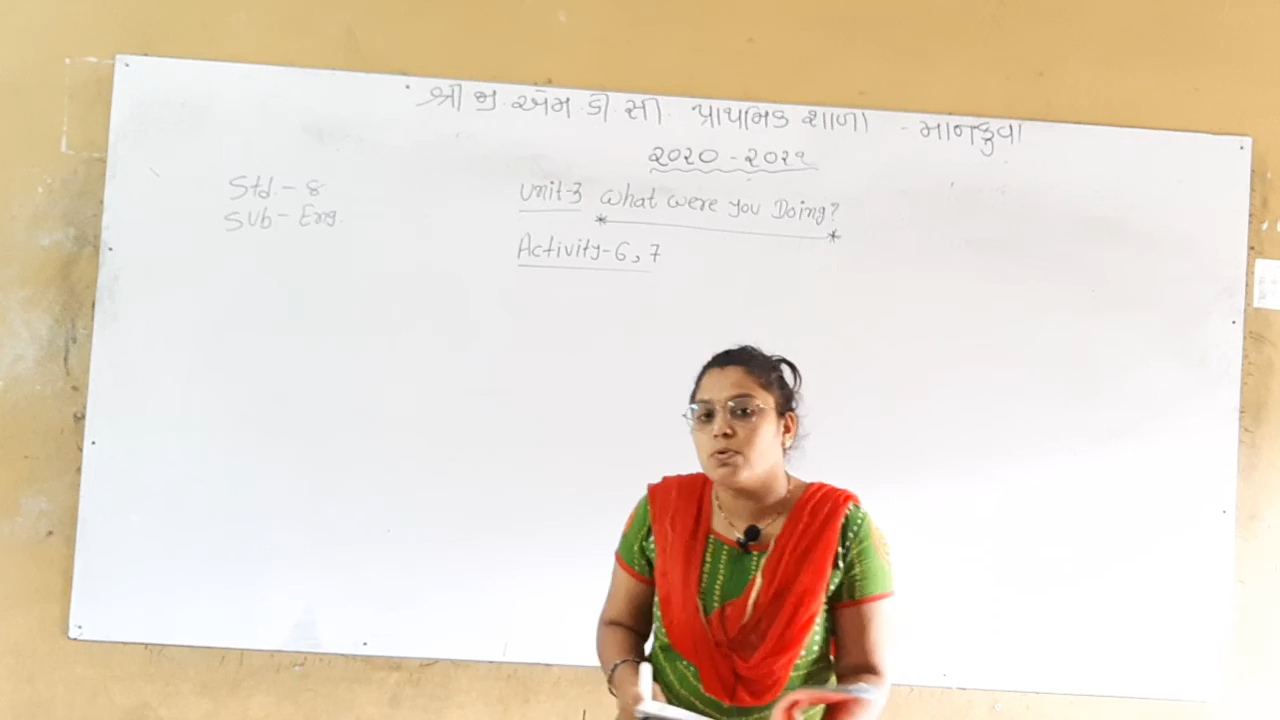 શ્રી જી. એમ. ડી. સી. પ્રાથમિક શાળા - માનકુવા
૨૦૨૦ - ૨૦૨૧
Std. - 8
Sub - Eng.
Unit-3 What were you Doing?
Activity-6, 7